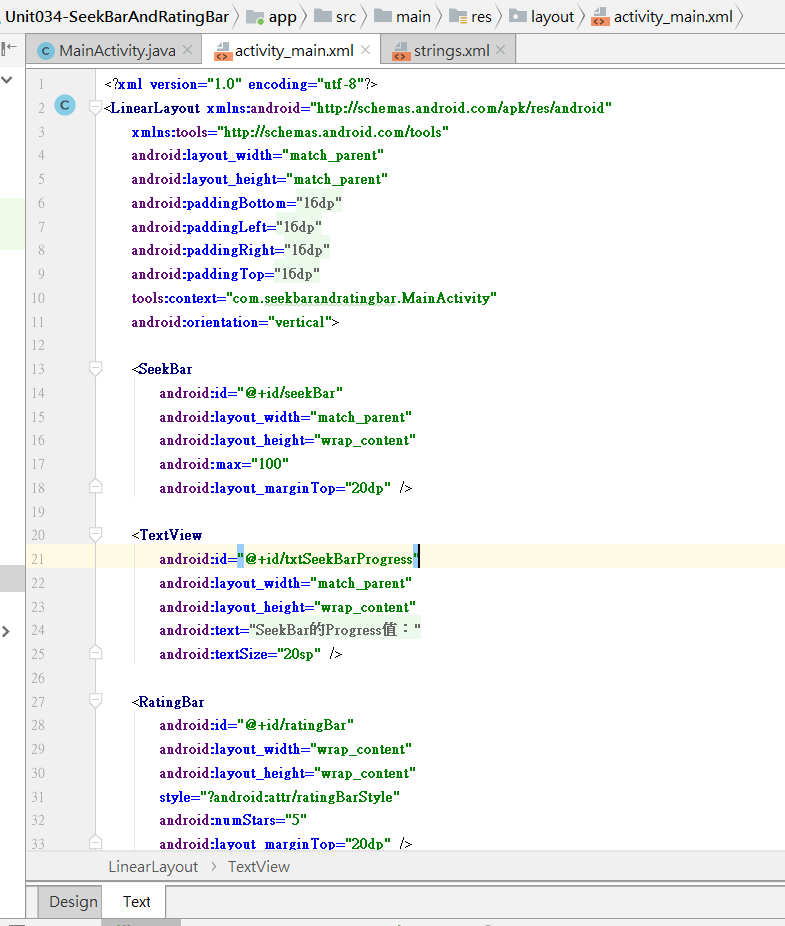 Unit034-SeekBarAndRatingBar app src main res layout activity_main.xml
MainActivity.java activity_main.xml strings.xml
1 <?xml version="1.0" encoding="utf-8"?>
2 <LinearLayout xmlns:android="http://schemas.android.com/apk/res/android"
3 xmlns:tools="http://schemas.android.com/tools"
4 android:layout_width="match_parent"
5 android:layout_height="match_parent"
6 android:paddingBottom="16dp"
7 android:paddingLeft="16dp"
8 android:paddingRight="16dp"
9 android:paddingTop="16dp"
10 tools:context="com.seekbarandratingbar.MainActivity"
11 android:orientation="vertical">
12
13 <SeekBar
14 android:id="@+id/seekBar"
15 android:layout_width="match_parent"
16 android:layout_height="wrap_content"
17 android:max="100"
18 android:layout_marginTop="20dp" />
19
20 <TextView
21 android:id="@+id/txtSeekBarProgress"
22 android:layout_width="match_parent"
23 android:layout_height="wrap_content"
24 android:text="SeekBar的Progress值："
25 android:textSize="20sp" />
26
27 <RatingBar
28 android:id="@+id/ratingBar"
29 android:layout_width="wrap_content"
30 android:layout_height="wrap_content"
31 style="?android:attr/ratingBarStyle"
32 android:numStars="5"
33 android:layout_marginTop="20dp" />
LinearLayout TextView
Design Text